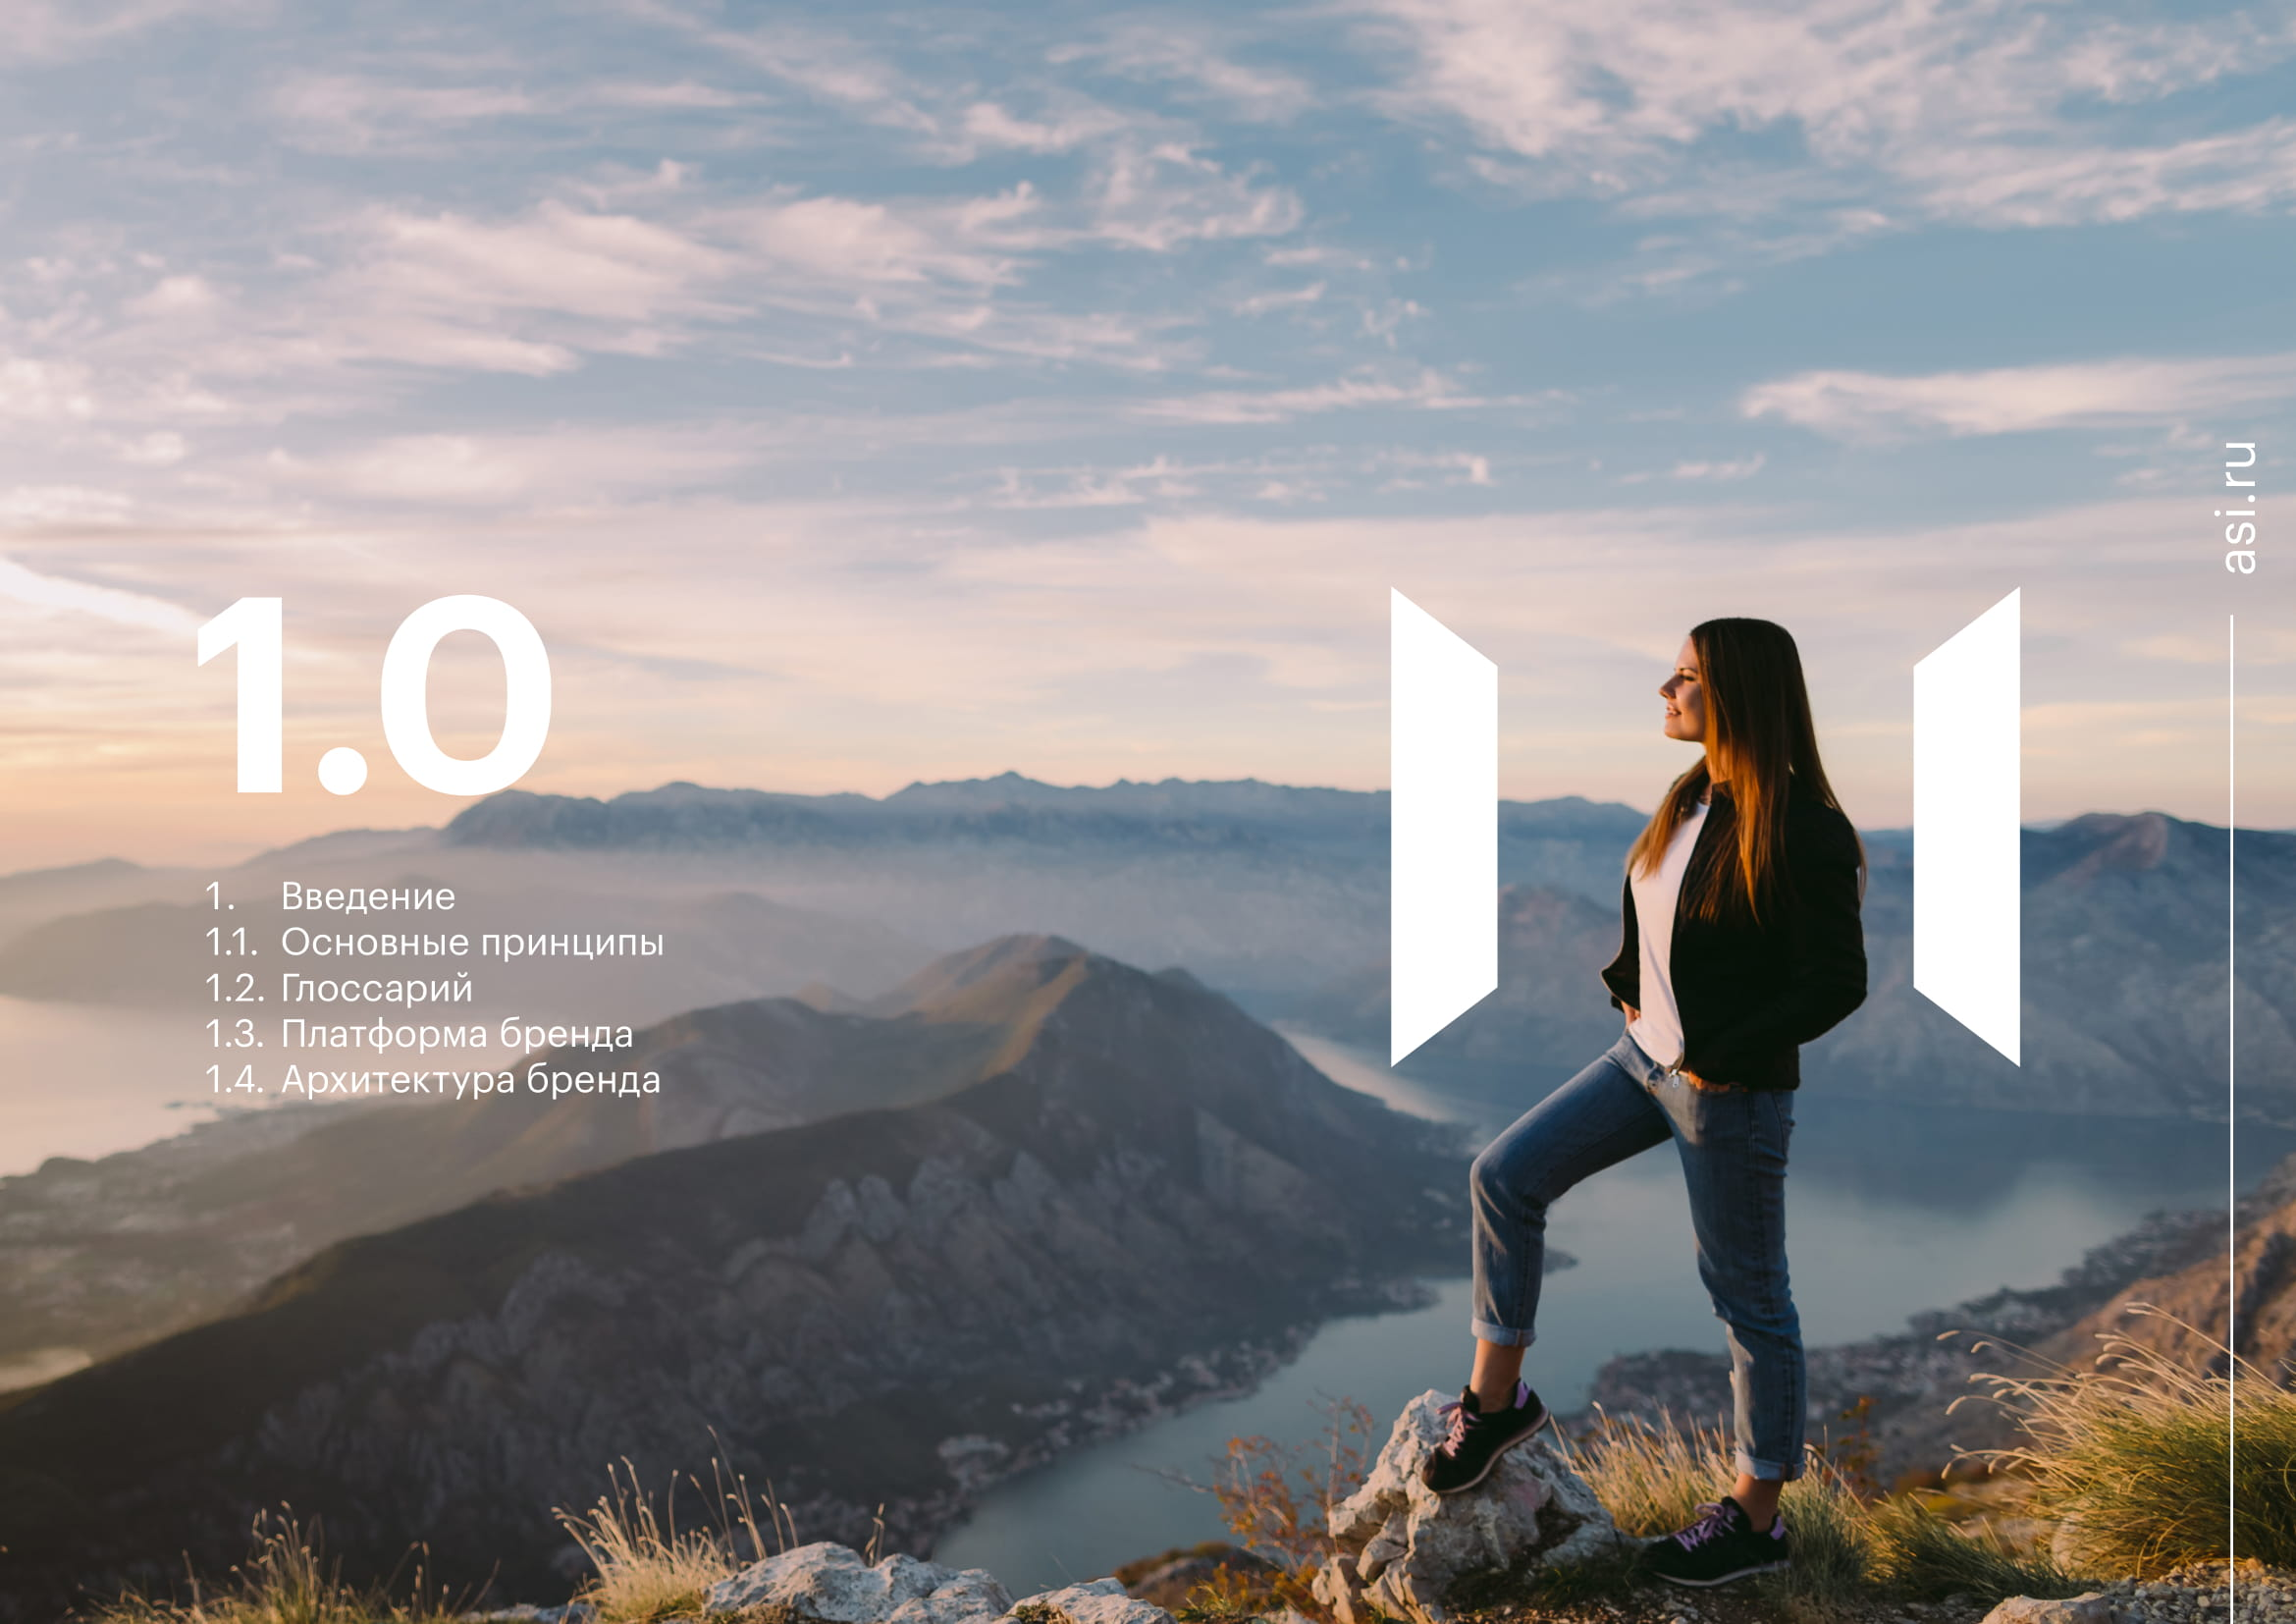 1.0
1. Введение
1.1. Основные принципы
1.2. Глоссарий
1.3. Платформа бренда
1.4. Архитектура бренда
asi.ru